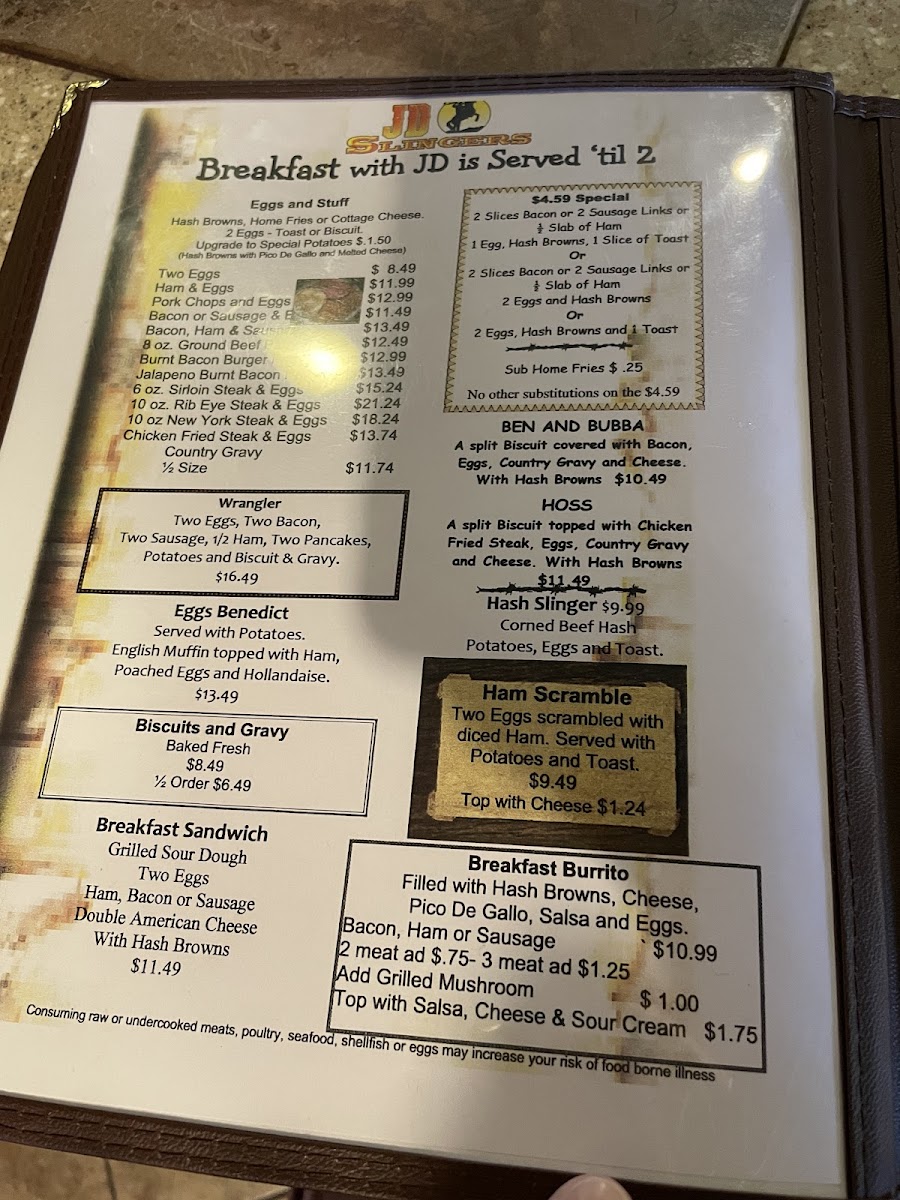 JD
SLINGERS
Breakfast with JD is Served 'til 2
Eggs and Stuff
Hash Browns, Home Fries or Cottage Cheese.
2 Eggs - Toast or Biscuit.
Upgrade to Special Potatoes $.1.50
(Hash Browns with Pico De Gallo and Melted Cheese)
Two Eggs $ 8.49
Ham & Eggs $11.99
Pork Chops and Eggs $12.99
Bacon or Sausage & $11.49
Bacon, Ham & $13.49
8 oz. Ground Beef $12.49
Burnt Bacon Burger $12.99
Jalapeno Burnt Bacon $13.49
6 oz. Sirloin Steak & Eggs $15.24
10 oz. Rib Eye Steak & Eggs $21.24
10 oz New York Steak & Eggs $18.24
Chicken Fried Steak & Eggs $13.74
Country Gravy
½ Size $11.74
Wrangler
Two Eggs, Two Bacon,
Two Sausage, 1/2 Ham, Two Pancakes,
Potatoes and Biscuit & Gravy.
$16.49
Eggs Benedict
Served with Potatoes.
English Muffin topped with Ham,
Poached Eggs and Hollandaise.
$13.49
Biscuits and Gravy
Baked Fresh
$8.49
½ Order $6.49
Breakfast Sandwich
Grilled Sour Dough
Two Eggs
Ham, Bacon or Sausage
Double American Cheese
With Hash Browns
$11.49
$4.59 Special
2 Slices Bacon or 2 Sausage Links or
½ Slab of Ham
1 Egg, Hash Browns, 1 Slice of Toast
Or
2 Slices Bacon or 2 Sausage Links or
½ Slab of Ham
2 Eggs and Hash Browns
Or
2 Eggs, Hash Browns and 1 Toast
Sub Home Fries $ .25
No other substitutions on the $4.59
BEN AND BUBBA
A split Biscuit covered with Bacon,
Eggs, Country Gravy and Cheese.
With Hash Browns $10.49
HOSS
A split Biscuit topped with Chicken
Fried Steak, Eggs, Country Gravy
and Cheese. With Hash Browns
$11.49
Hash Slinger $9.99
Corned Beef Hash
Potatoes, Eggs and Toast.
Ham Scramble
Two Eggs scrambled with
diced Ham. Served with
Potatoes and Toast.
$9.49
Top with Cheese $1.24
Breakfast Burrito
Filled with Hash Browns, Cheese,
Pico De Gallo, Salsa and Eggs.
Bacon, Ham or Sausage ` $10.99
2 meat ad $.75- 3 meat ad $1.25
Add Grilled Mushroom $ 1.00
Top with Salsa, Cheese & Sour Cream $1.75
Consuming raw or undercooked meats, poultry, seafood, shellfish or eggs may increase your risk of food borne illness